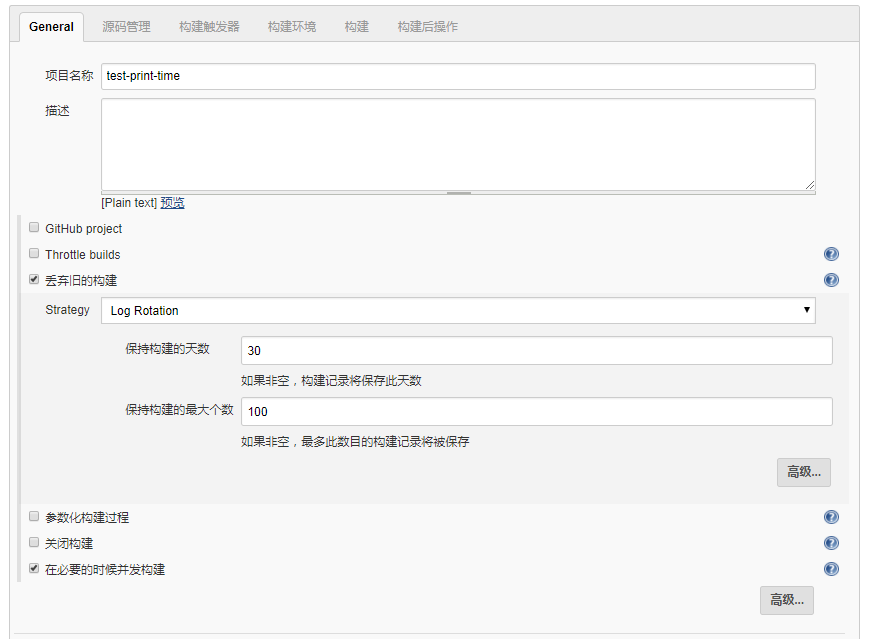 General 源码管理 构建触发器 构建环境 构建 构建后操作
项目名称 test-print-time
描述
[Plain text] 预览
GitHub project
Throttle builds
丢弃旧的构建
Strategy Log Rotation
保持构建的天数 30
如果非空，构建记录将保存此天数
保持构建的最大个数 100
如果非空，最多此数目的构建记录将被保存
高级...
参数化构建过程
关闭构建
在必要的时候并发构建
高级...